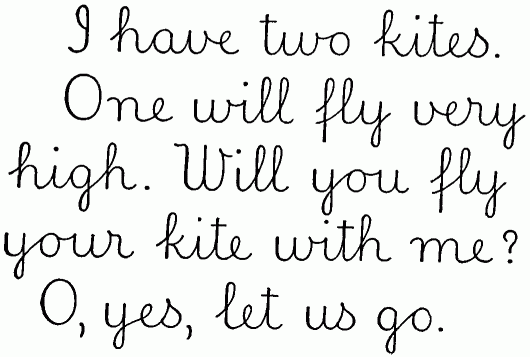 I have two kites.
One will fly very
high. Will you fly
your kite with me?
O, yes, let us go.